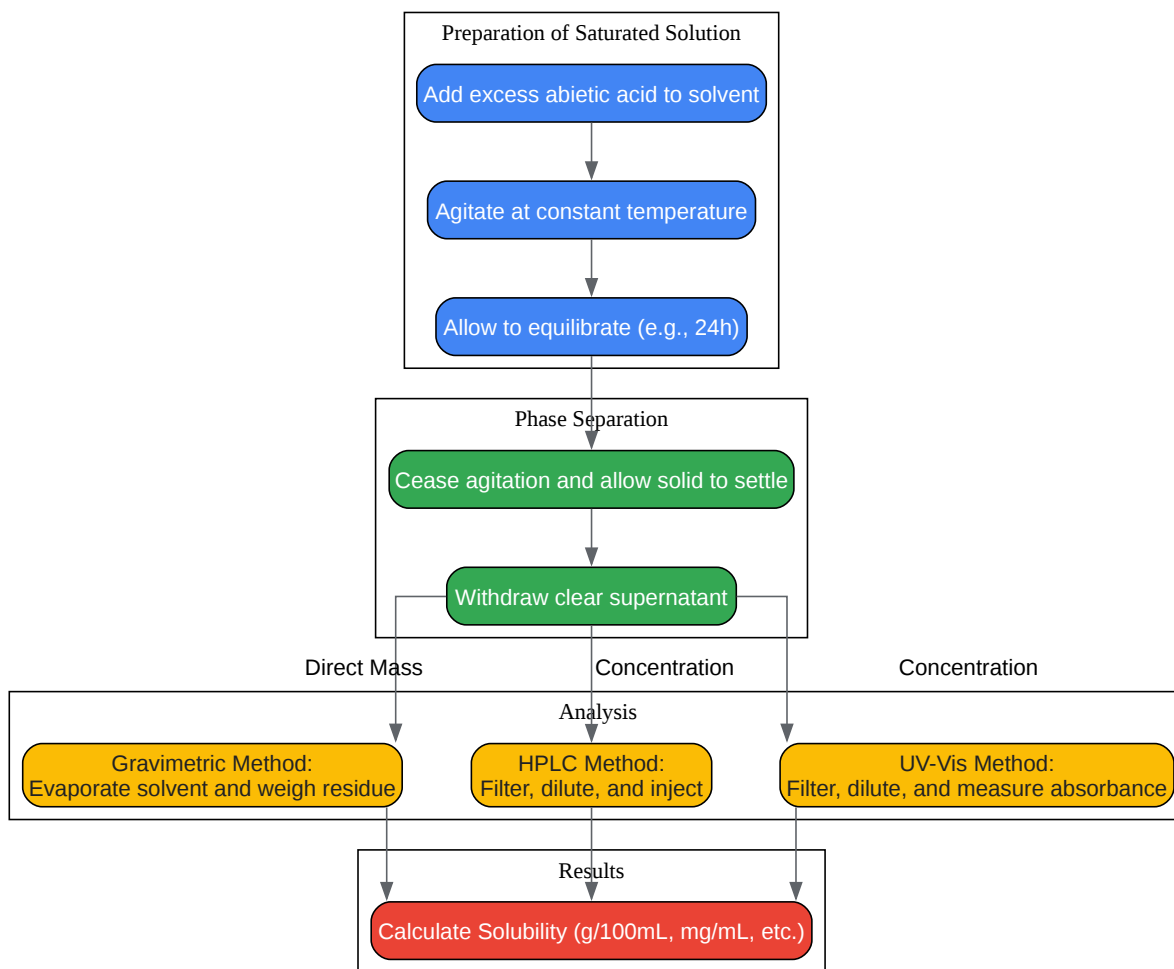 Preparation of Saturated Solution
Add excess abietic acid to solvent
Agitate at constant temperature
Allow to equilibrate (e.g., 24h)
Phase Separation
Cease agitation and allow solid to settle
Withdraw clear supernatant
Direct Mass
Concentration
Concentration
Analysis
Gravimetric Method:
Evaporate solvent and weigh residue
HPLC Method:
Filter, dilute, and inject
UV-Vis Method:
Filter, dilute, and measure absorbance
Results
Calculate Solubility (g/100mL, mg/mL, etc.)